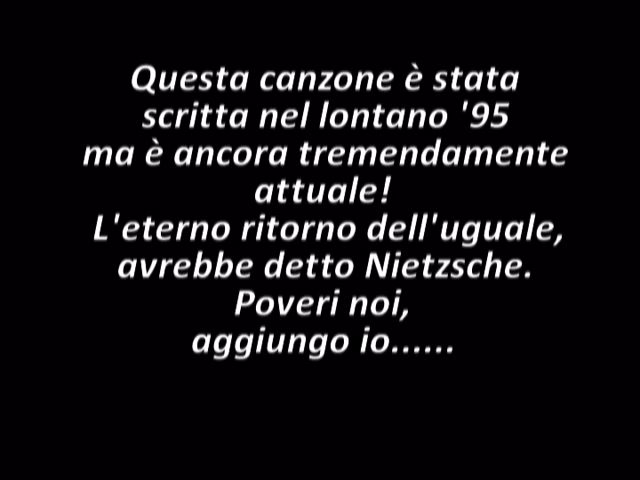 Questa canzone è stata
scritta nel lontano '95
ma è ancora tremendamente
attuale!
L'eterno ritorno dell'uguale,
avrebbe detto Nietzsche.
Poveri noi,
aggiungo io......